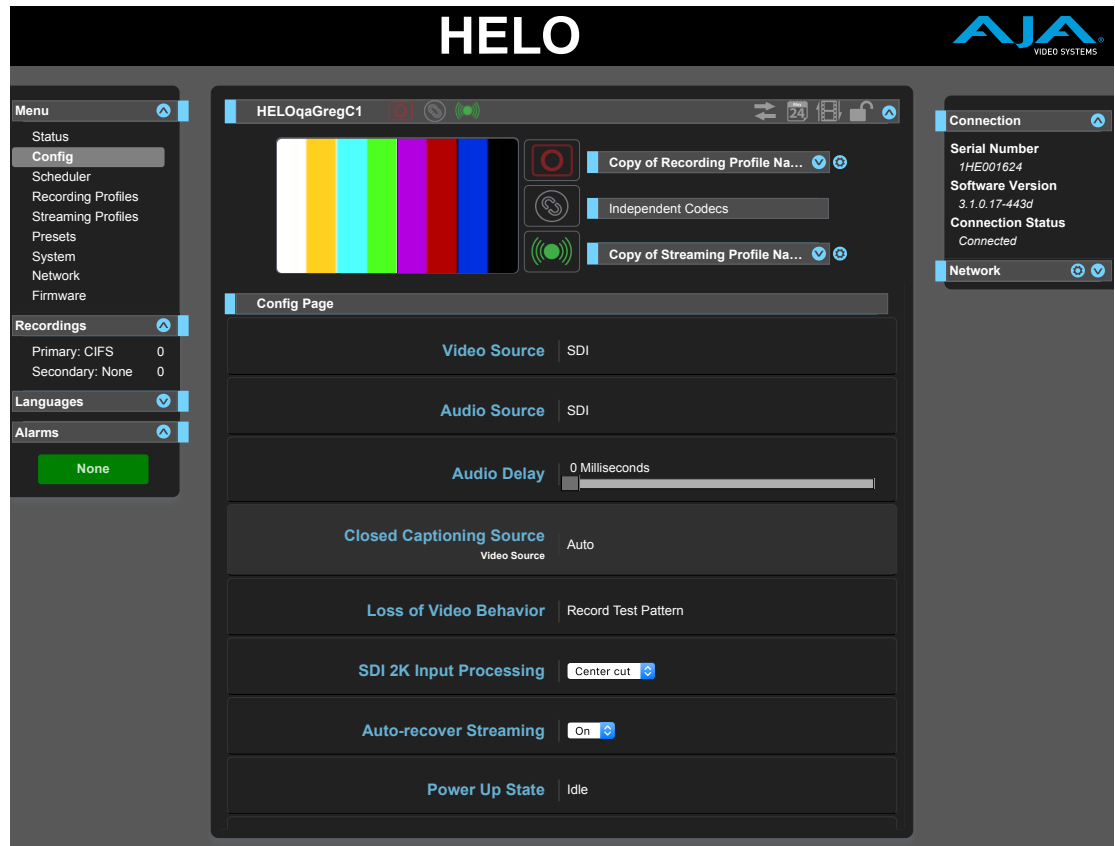 HELO
AJA
VIDEO SYSTEMS
Menu
Status
Config
Scheduler
Recording Profiles
Streaming Profiles
Presets
System
Network
Firmware
Recordings
Primary: CIFS 0
Secondary: None 0
Languages
Alarms
None
HELOqaGregC1
24
Copy of Recording Profile Na...
Independent Codecs
Copy of Streaming Profile Na...
Config Page
Video Source SDI
Audio Source SDI
Audio Delay 0 Milliseconds
Closed Captioning Source Auto
Video Source
Loss of Video Behavior Record Test Pattern
SDI 2K Input Processing Center cut
Auto-recover Streaming On
Power Up State Idle
Connection
Serial Number
1HE001624
Software Version
3.1.0.17-443d
Connection Status
Connected
Network